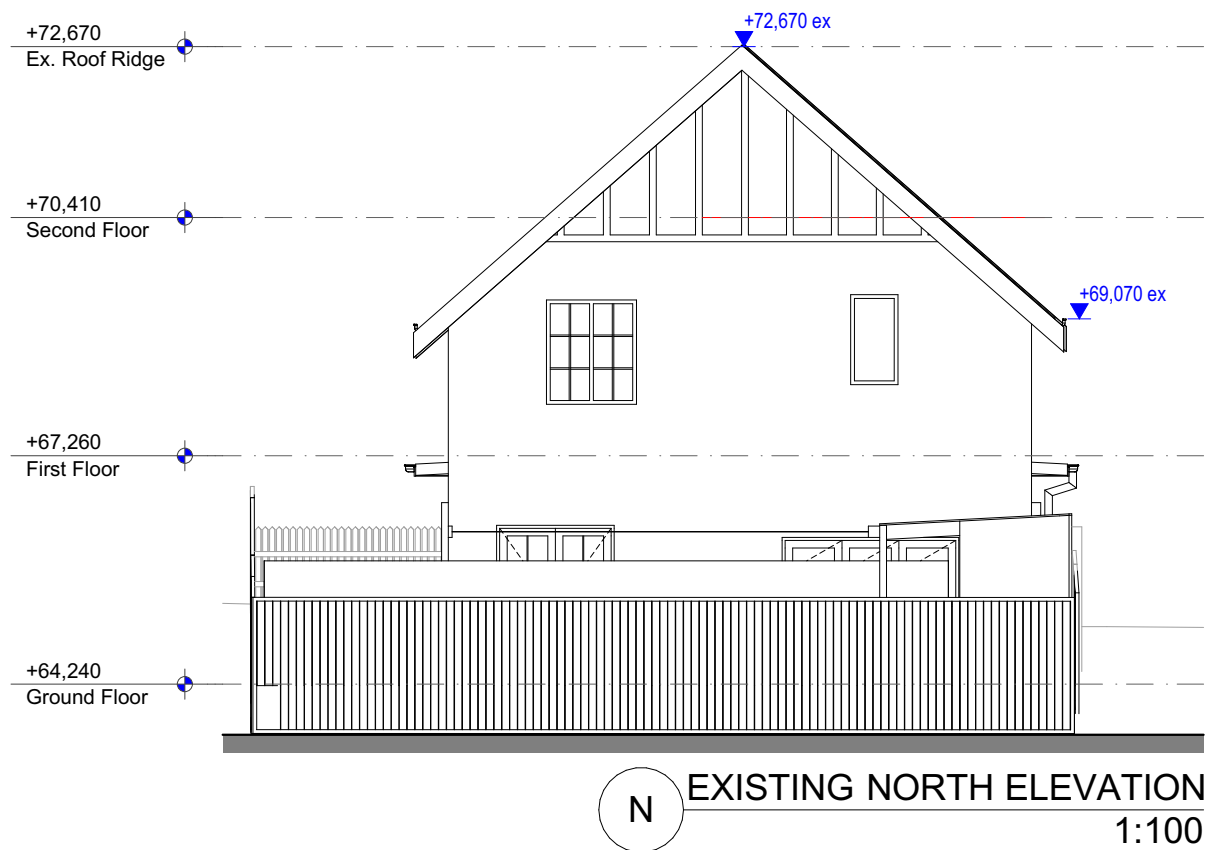 +72,670
Ex. Roof Ridge
+72,670 ex
+70,410
Second Floor
+69,070 ex
+67,260
First Floor
+64,240
Ground Floor
N
EXISTING NORTH ELEVATION
1:100